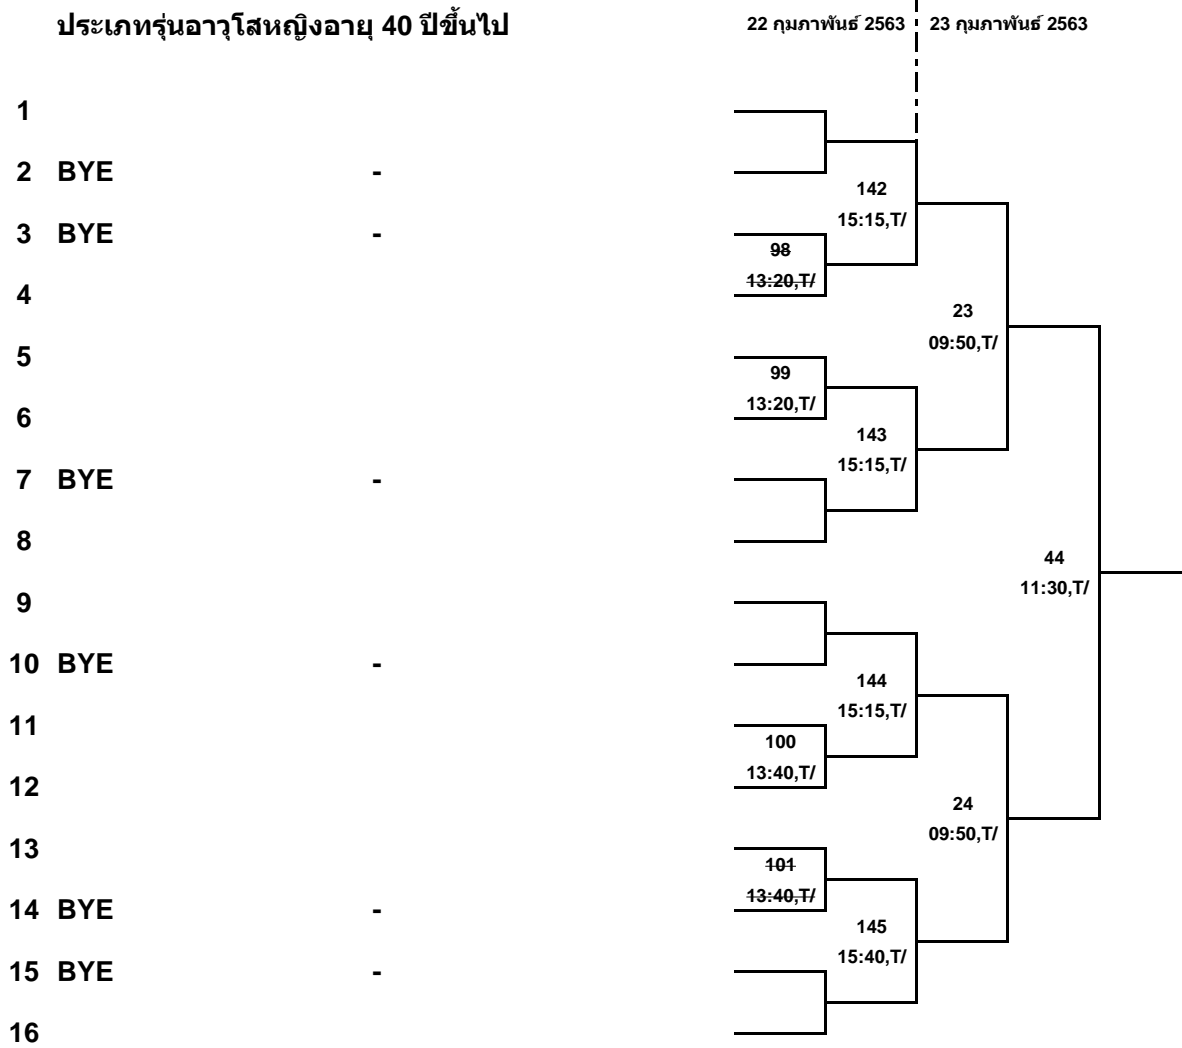 ประเภทรุ่นอาวุโสหญิงอายุ 40 ปีขึ้นไป
22 กุมภาพันธ์ 2563 23 กุมภาพันธ์ 2563
1
2 BYE -
142
15:15,T/
3 BYE -
98
13:20,T/
4
23
09:50,T/
5
99
13:20,T/
6
143
15:15,T/
7 BYE -
8
44
11:30,T/
9
10 BYE -
144
15:15,T/
11
100
13:40,T/
12
24
09:50,T/
13
101
13:40,T/
14 BYE -
145
15:40,T/
15 BYE -
16